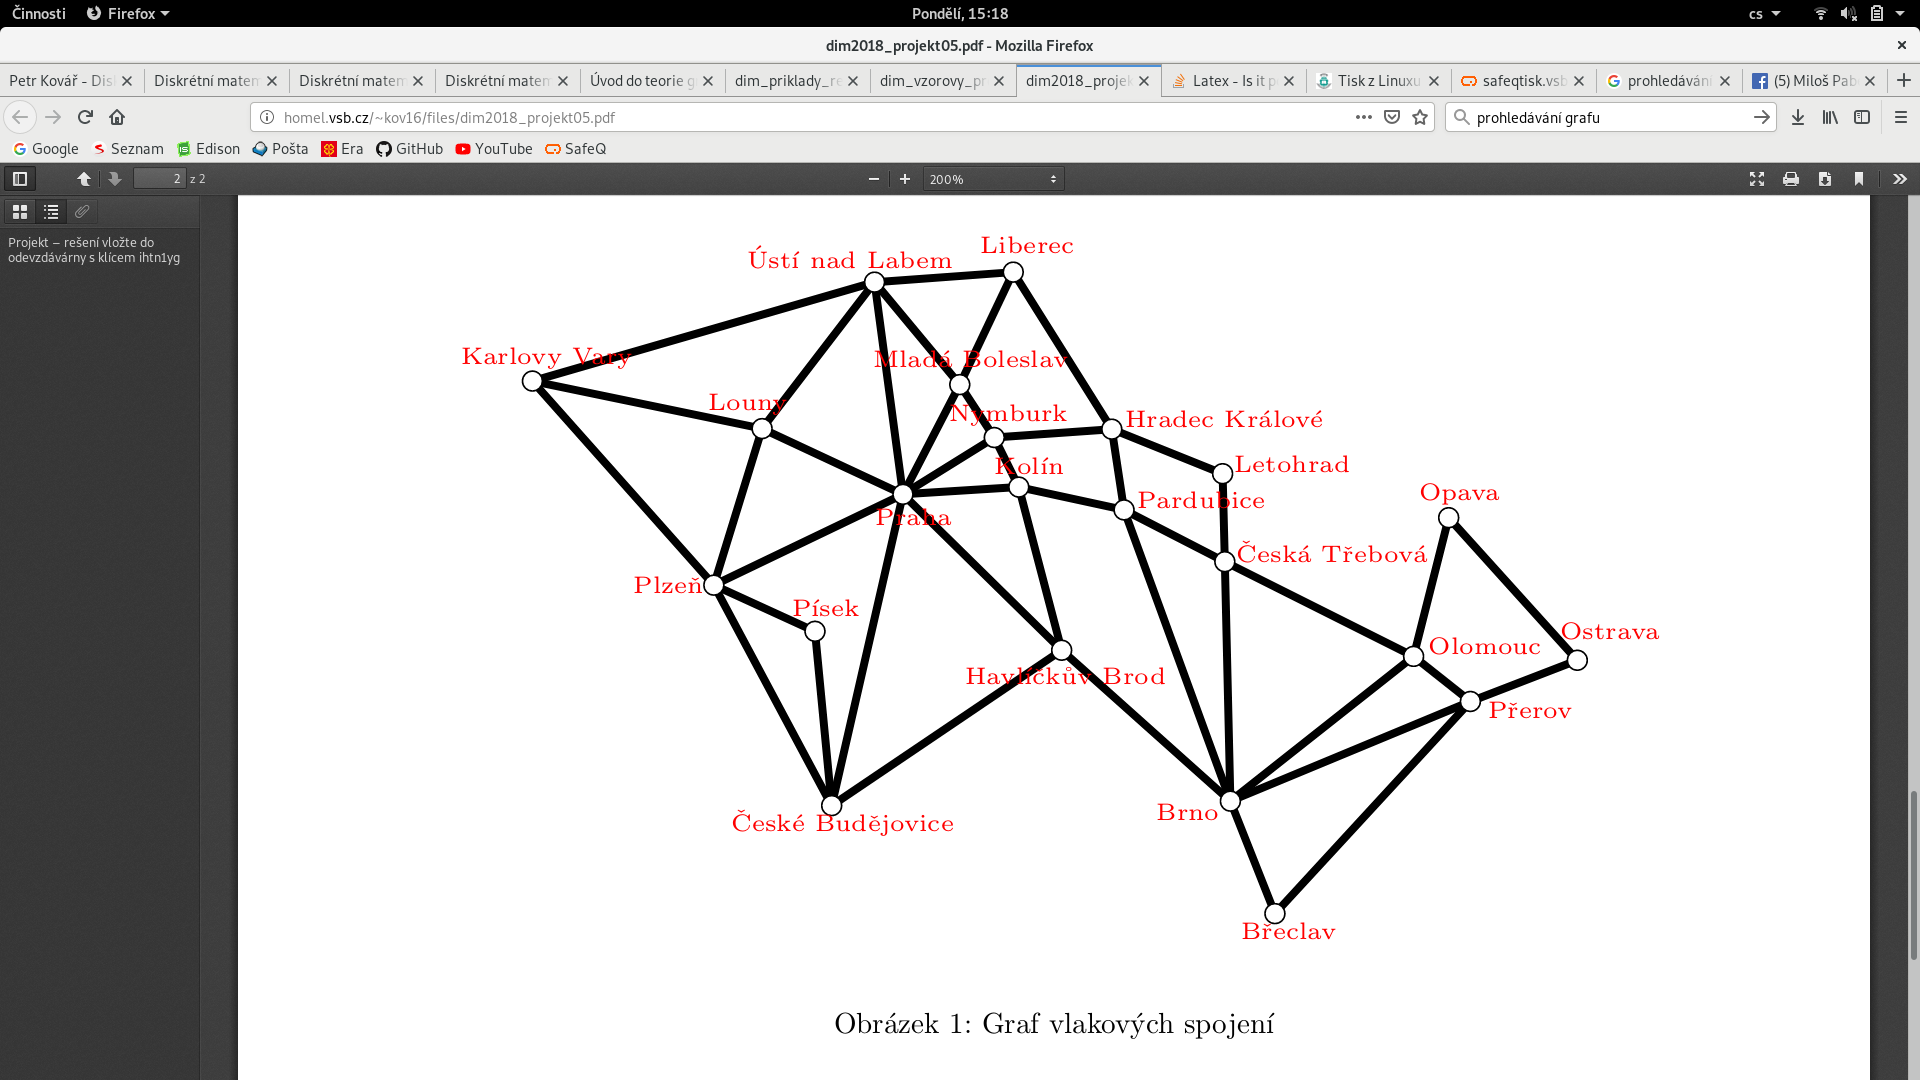 Činnosti
Firefox
Pondělí, 15:18
cs
dim2018_projekt05.pdf - Mozilla Firefox
Petr Kovář - Dis
Diskrétní matem
Diskrétní matem
Diskrétní matem
Úvod do teorie g
dim_priklady_re
dim_vzorovy_pr
dim2018_projek
Latex - Is it p
Tisk z Linuxu
safeqtisk.vsb
prohledávání
(5) Miloš Pab
homel.vsb.cz/~kov16/files/dim2018_projekt05.pdf
prohledávání grafu
Google
Seznam
Edison
Pošta
Era
GitHub
YouTube
SafeQ
2
z 2
200%
Projekt – rešení vložte do
odevzdávárny s klícem ihtn1yg
Liberec
Ústí nad Labem
Karlovy Vary
Mladá Boleslav
Louny
Nymburk
Hradec Králové
Kolín
Letohrad
Opava
Pardubice
Praha
Česká Třebová
Plzeň
Písek
Ostrava
Olomouc
Havlíčkův Brod
Přerov
Brno
České Budějovice
Břeclav
Obrázek 1: Graf vlakových spojení